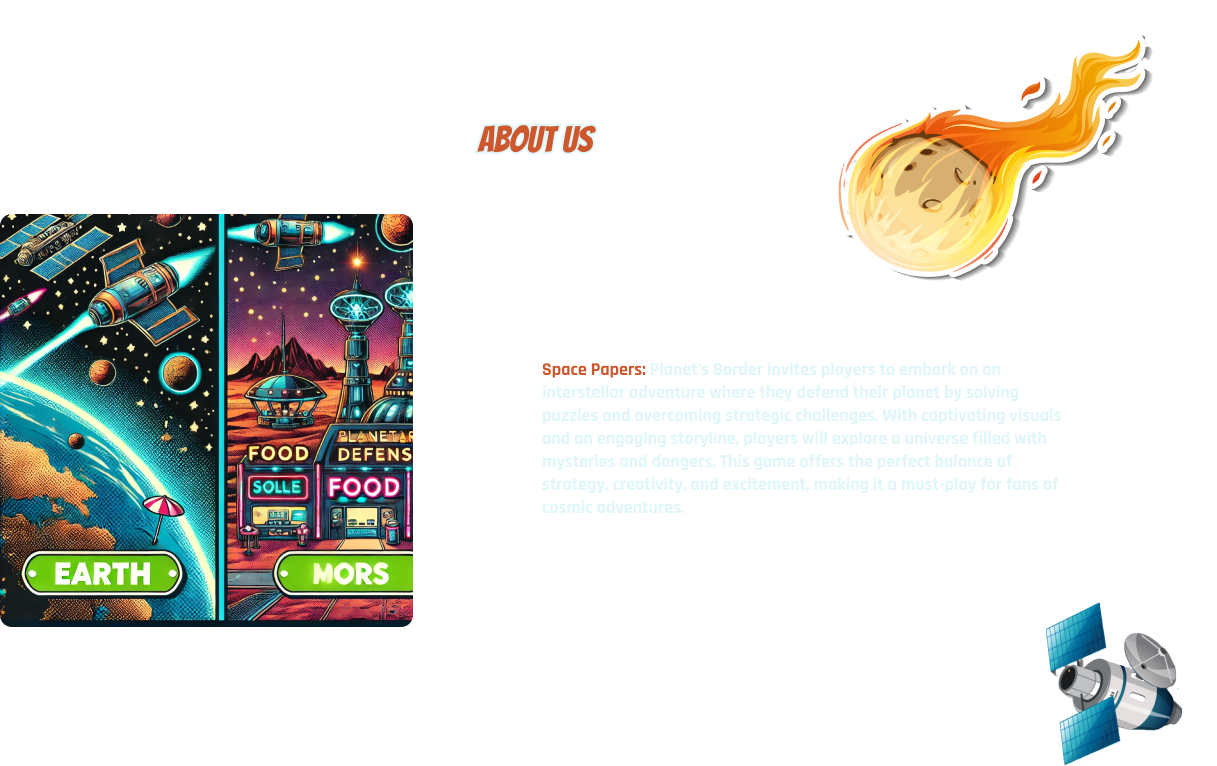 ABOUT US
PLANETAR
FOOD
DEFENS
SOLLE
FOOD
EARTH
MORS
Space Papers: Planet's Border invites players to embark on an
interstellar adventure where they defend their planet by solving
puzzles and overcoming strategic challenges. With captivating visuals
and an engaging storyline, players will explore a universe filled with
mysteries and dangers. This game offers the perfect balance of
strategy, creativity, and excitement, making it a must-play for fans of
cosmic adventures.